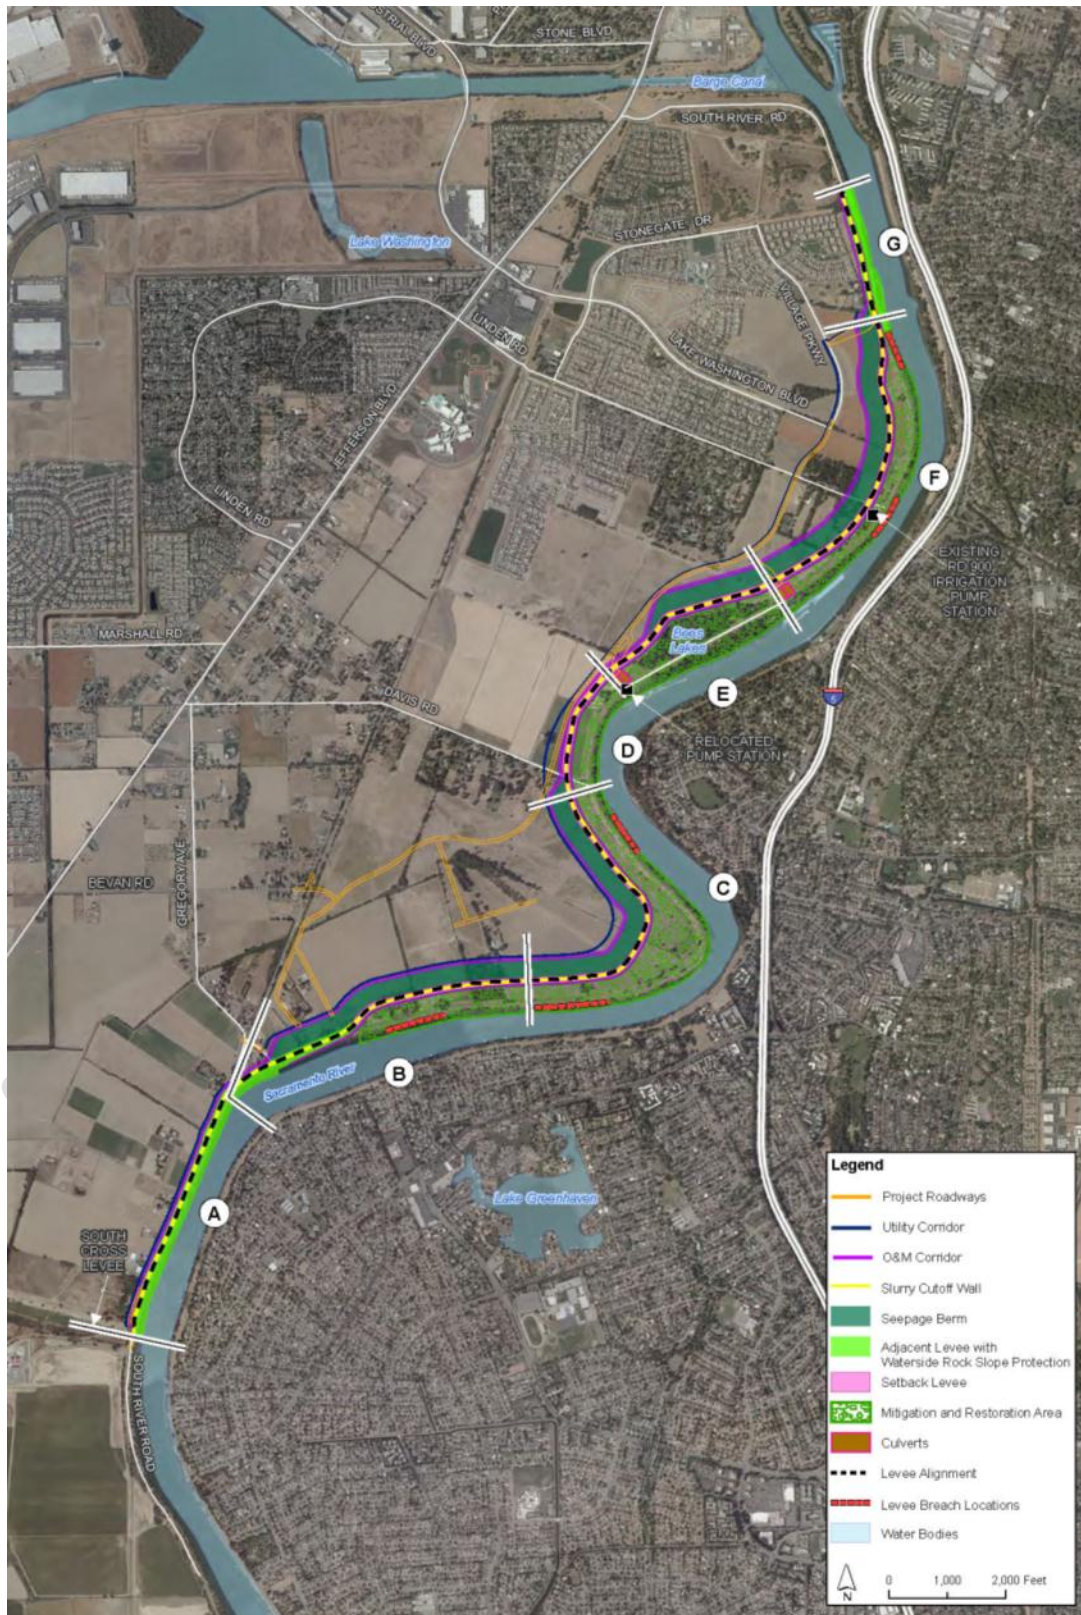 STONE BLVD
Barge Canal
SOUTH RIVER RD
Lake Washington
STONEGATE DR
G
VILLAGE PKWY
LINDEN RD
LAKE WASHINGTON BLVD
JEFFERSON BLVD
F
LINDEN RD
EXISTING
RD 900
IRRIGATION
PUMP
STATION
MARSHALL RD
Bees
Lakes
E
5
DAVIS RD
D
RELOCATED
PUMP STATION
BEVAN RD
GREGORY AVE
C
Sacramento River
B
Lake Greenhaven
A
SOUTH
CROSS
LEVEE
SOUTH RIVER ROAD
Legend
Project Roadways
Utility Corridor
O&M Corridor
Slurry Cutoff Wall
Seepage Berm
Adjacent Levee with
Waterside Rock Slope Protection
Setback Levee
Mitigation and Restoration Area
Culverts
Levee Alignment
Levee Breach Locations
Water Bodies
N
0 1,000 2,000 Feet